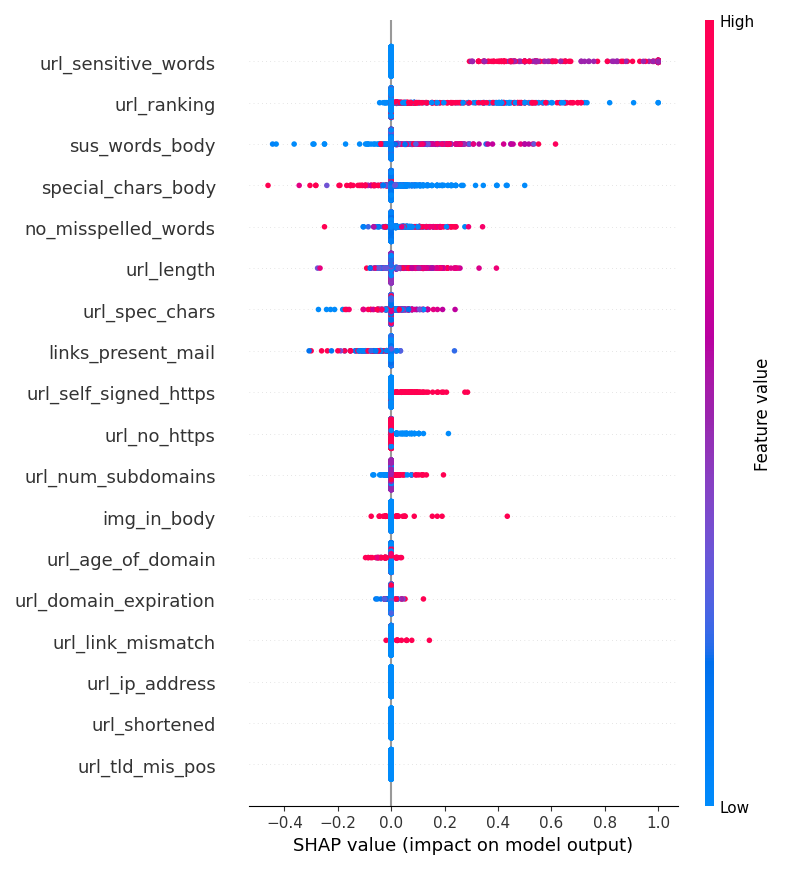 High
url_sensitive_words
url_ranking
sus_words_body
special_chars_body
no_misspelled_words
url_length
url_spec_chars
links_present_mail
url_self_signed_https
url_no_https
url_num_subdomains
img_in_body
url_age_of_domain
url_domain_expiration
url_link_mismatch
url_ip_address
url_shortened
url_tld_mis_pos
Feature value
Low
−0.4 −0.2 0.0 0.2 0.4 0.6 0.8 1.0
SHAP value (impact on model output)